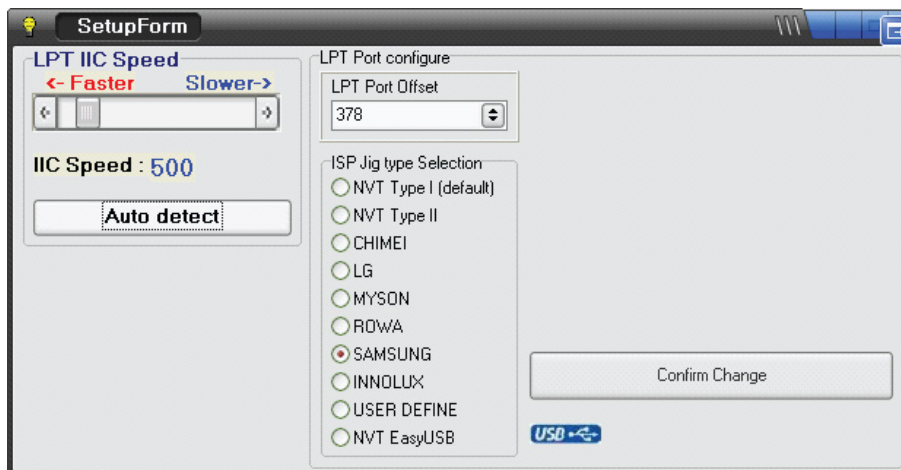 SetupForm
LPT IIC Speed
<- Faster Slower->
IIC Speed : 500
Auto detect
LPT Port configure
LPT Port Offset
378
ISP Jig type Selection
NVT Type I (default)
NVT Type II
CHIMEI
LG
MYSON
ROWA
SAMSUNG
INNOLUX
USER DEFINE
NVT EasyUSB
Confirm Change
USB